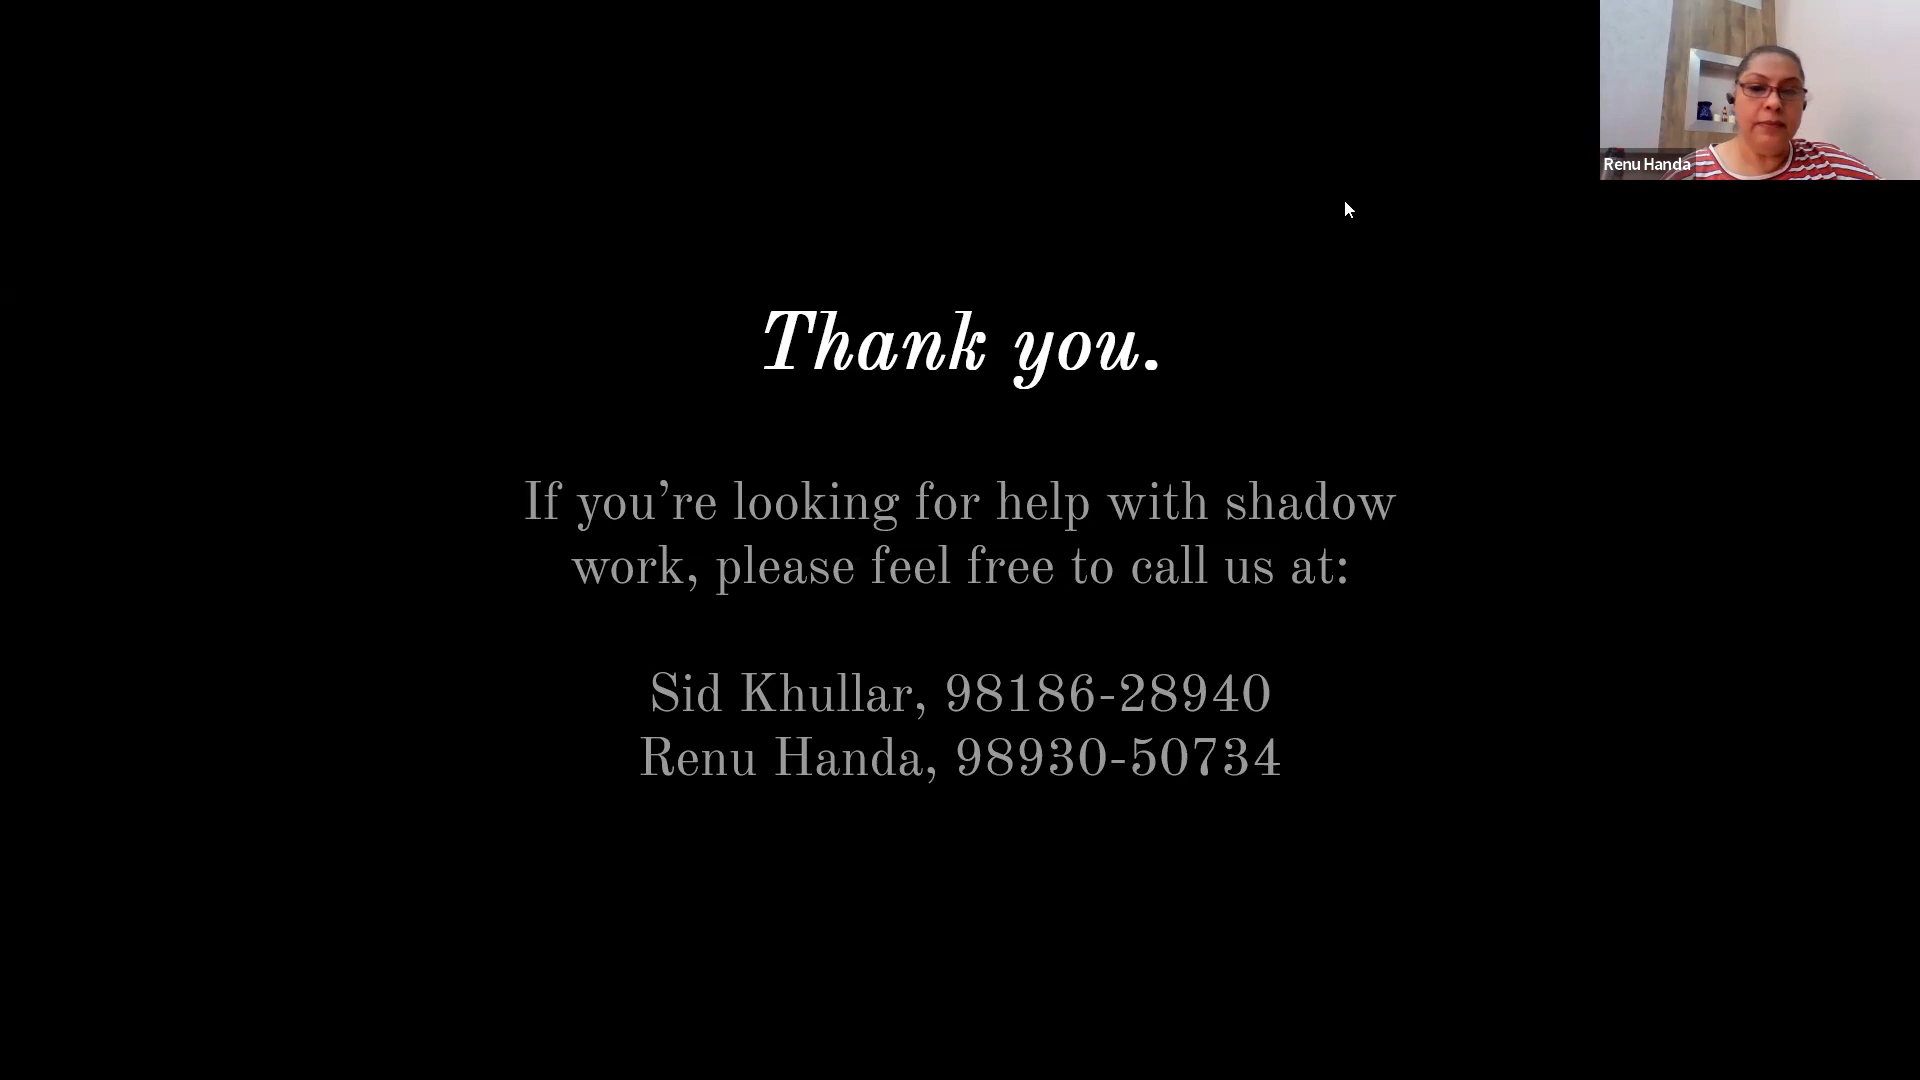 Renu Handa
Thank you.
If you’re looking for help with shadow
work, please feel free to call us at:
Sid Khullar, 98186-28940
Renu Handa, 98930-50734